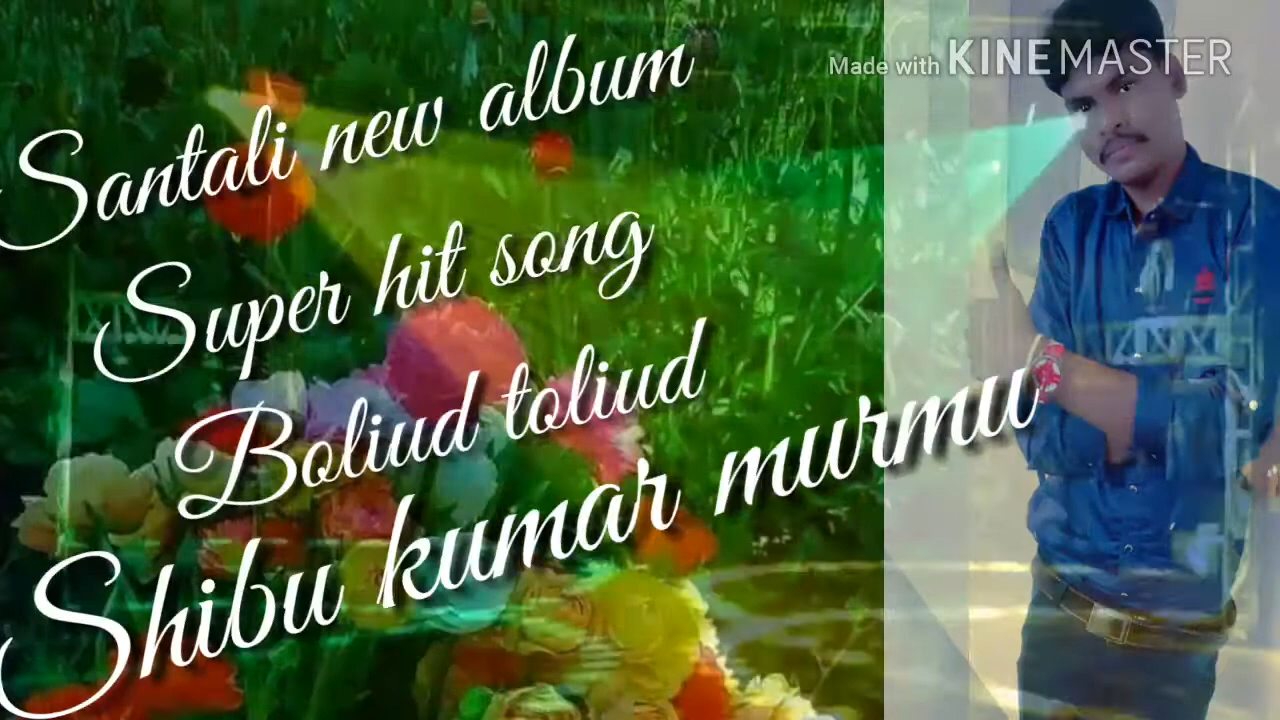 Made with KINEMASTER
Santali new album
Super hit song
Boliud toliud
Shibu kumar murmu